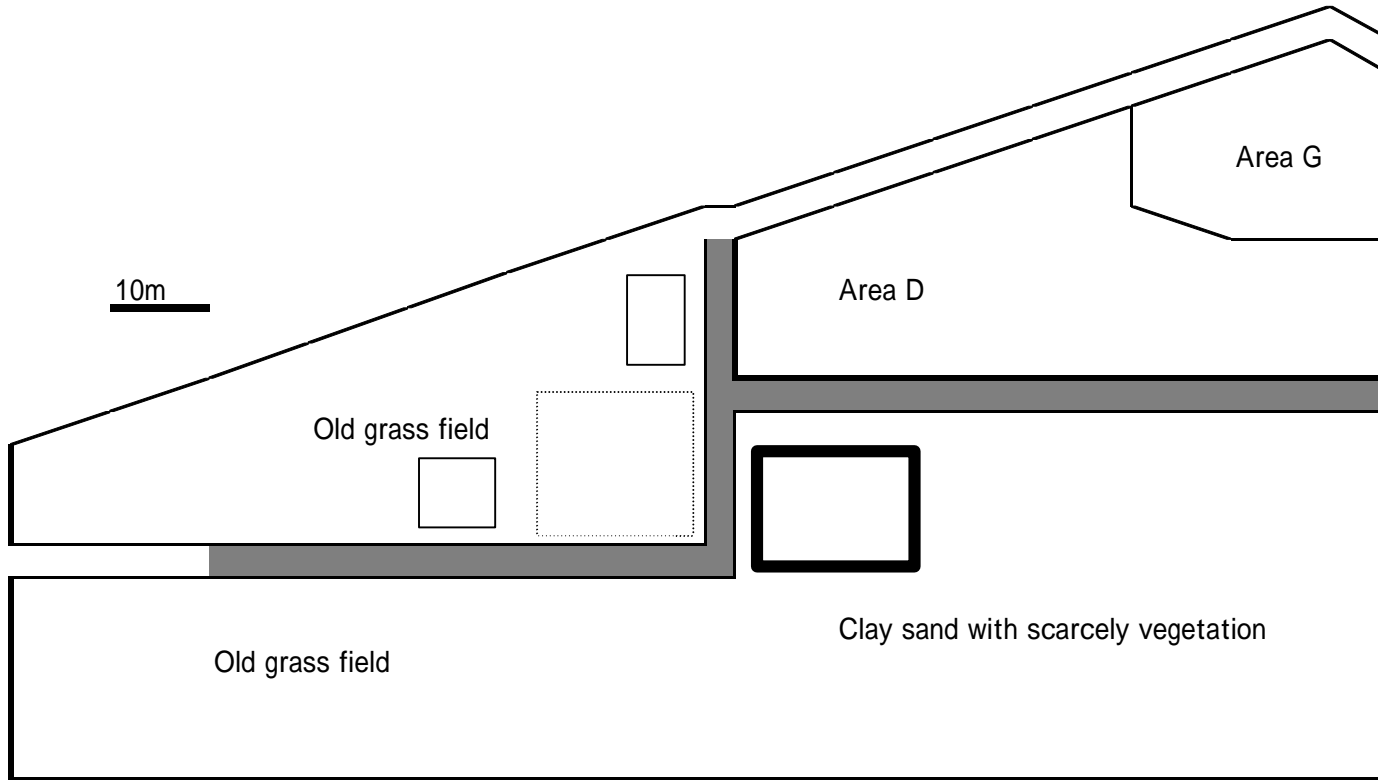 Area G
10m
Area D
Old grass field
Clay sand with scarcely vegetation
Old grass field